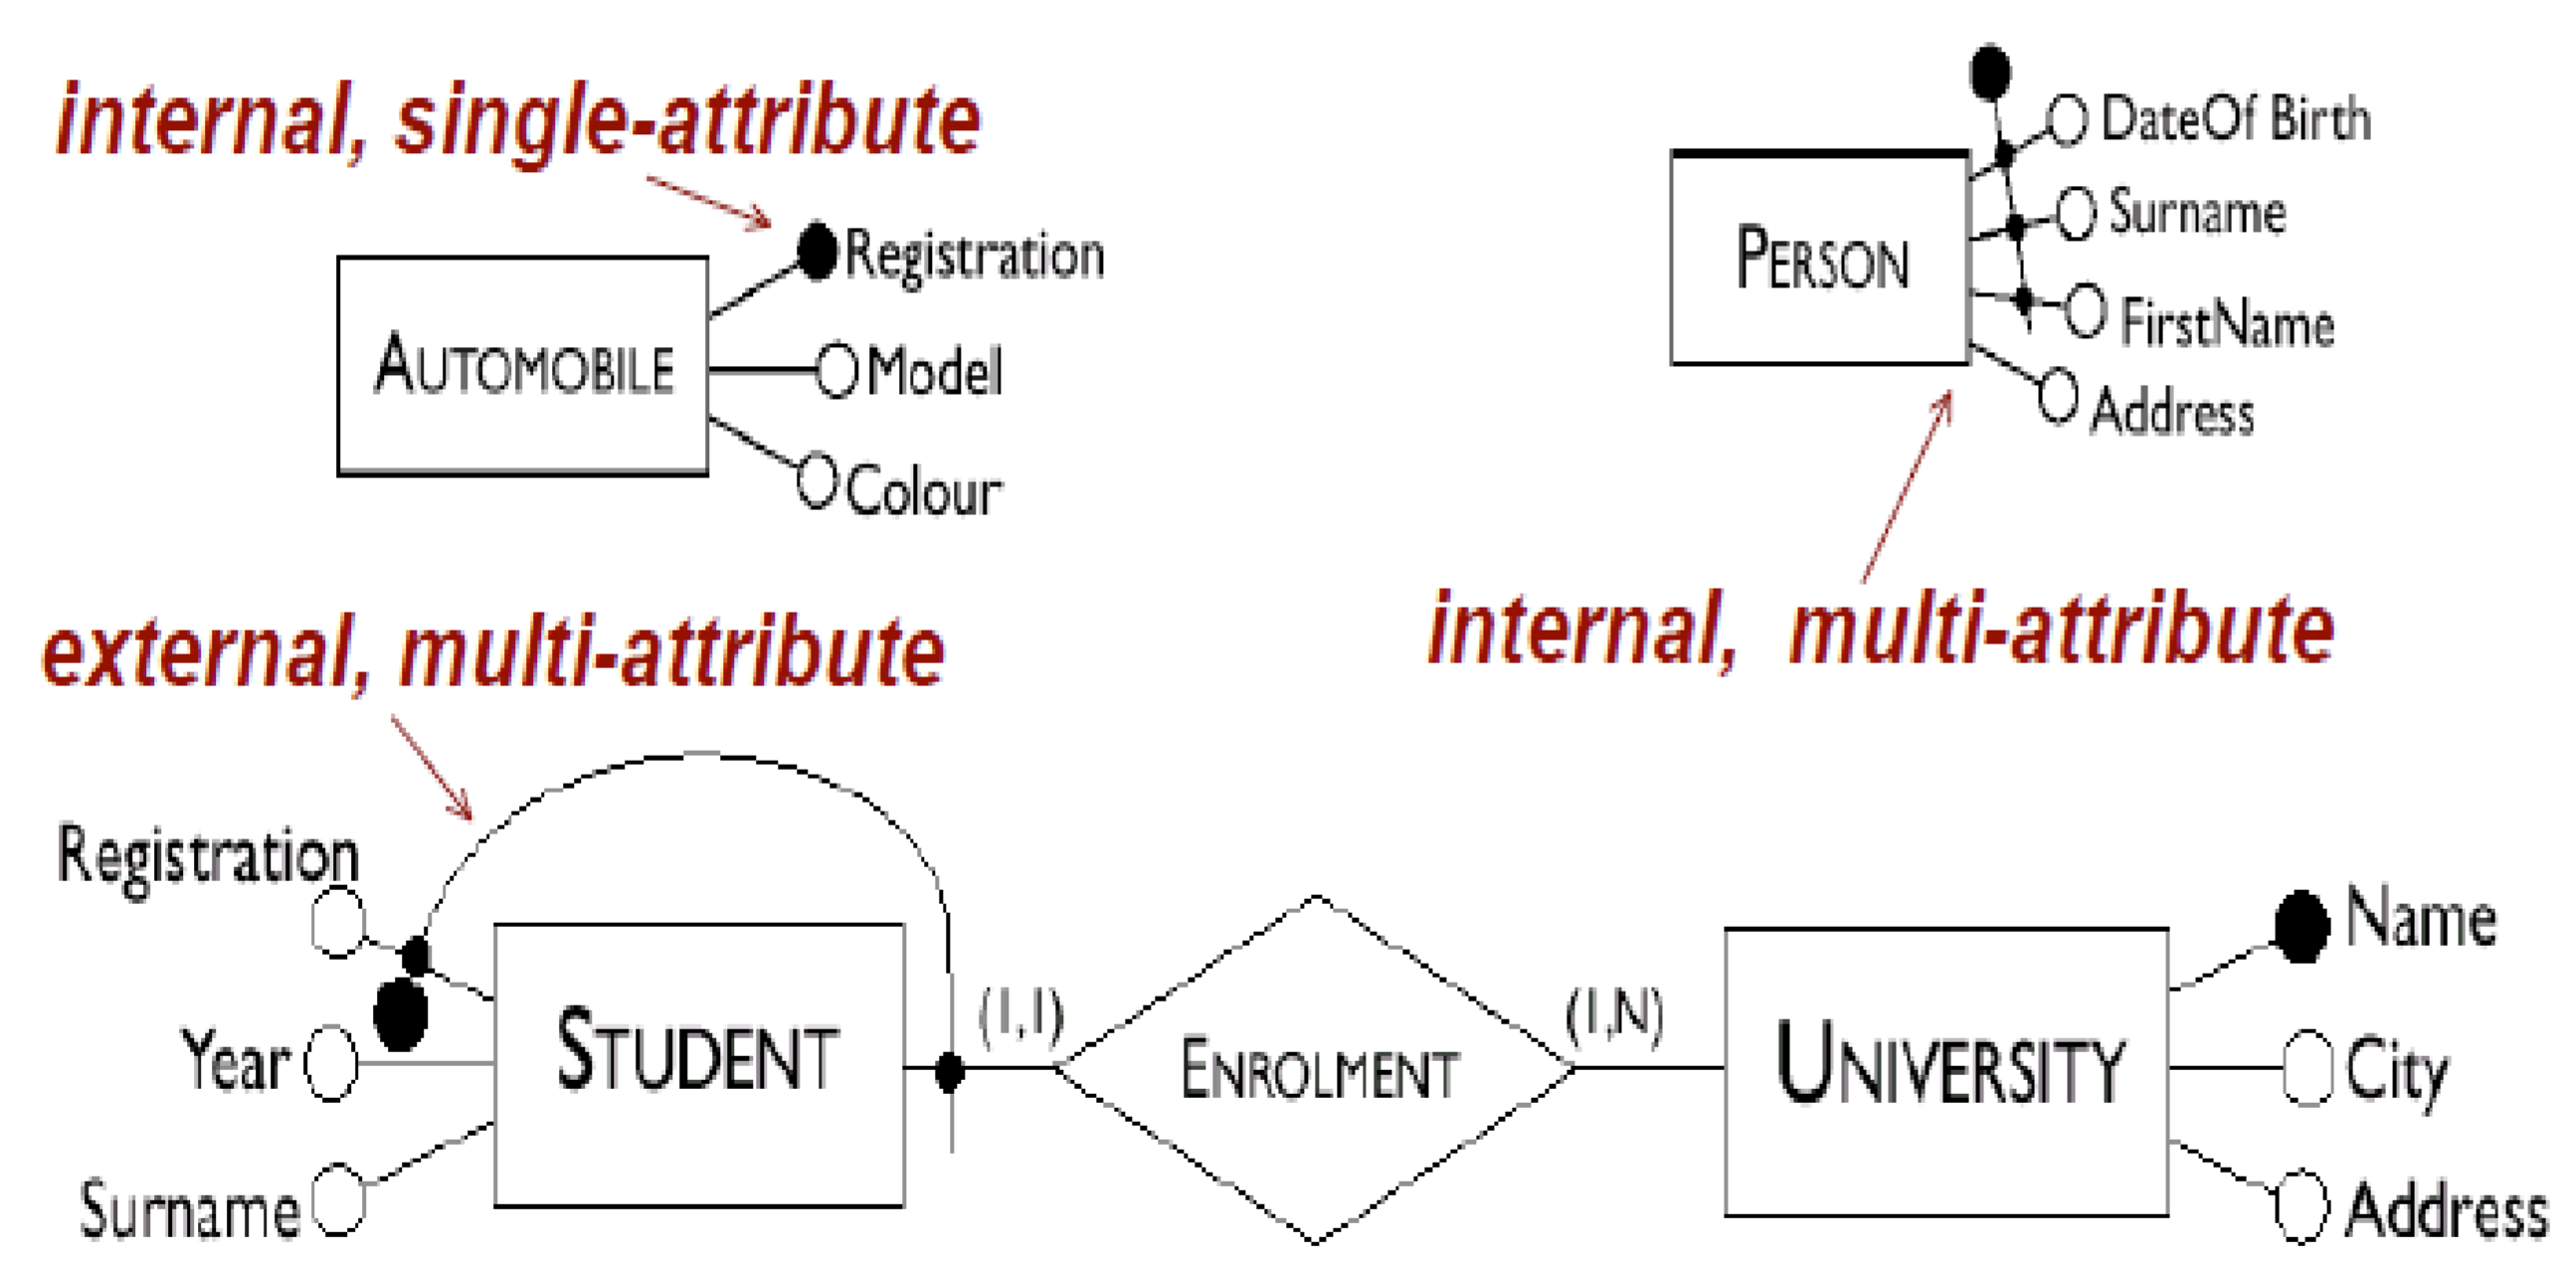 internal, single-attribute
Registration
AUTOMOBILE
Model
Colour
DateOf Birth
Surname
PERSON
FirstName
Address
internal, multi-attribute
external, multi-attribute
Registration
Year
Surname
STUDENT
(1,1)
ENROLMENT
(1,N)
UNIVERSITY
Name
City
Address